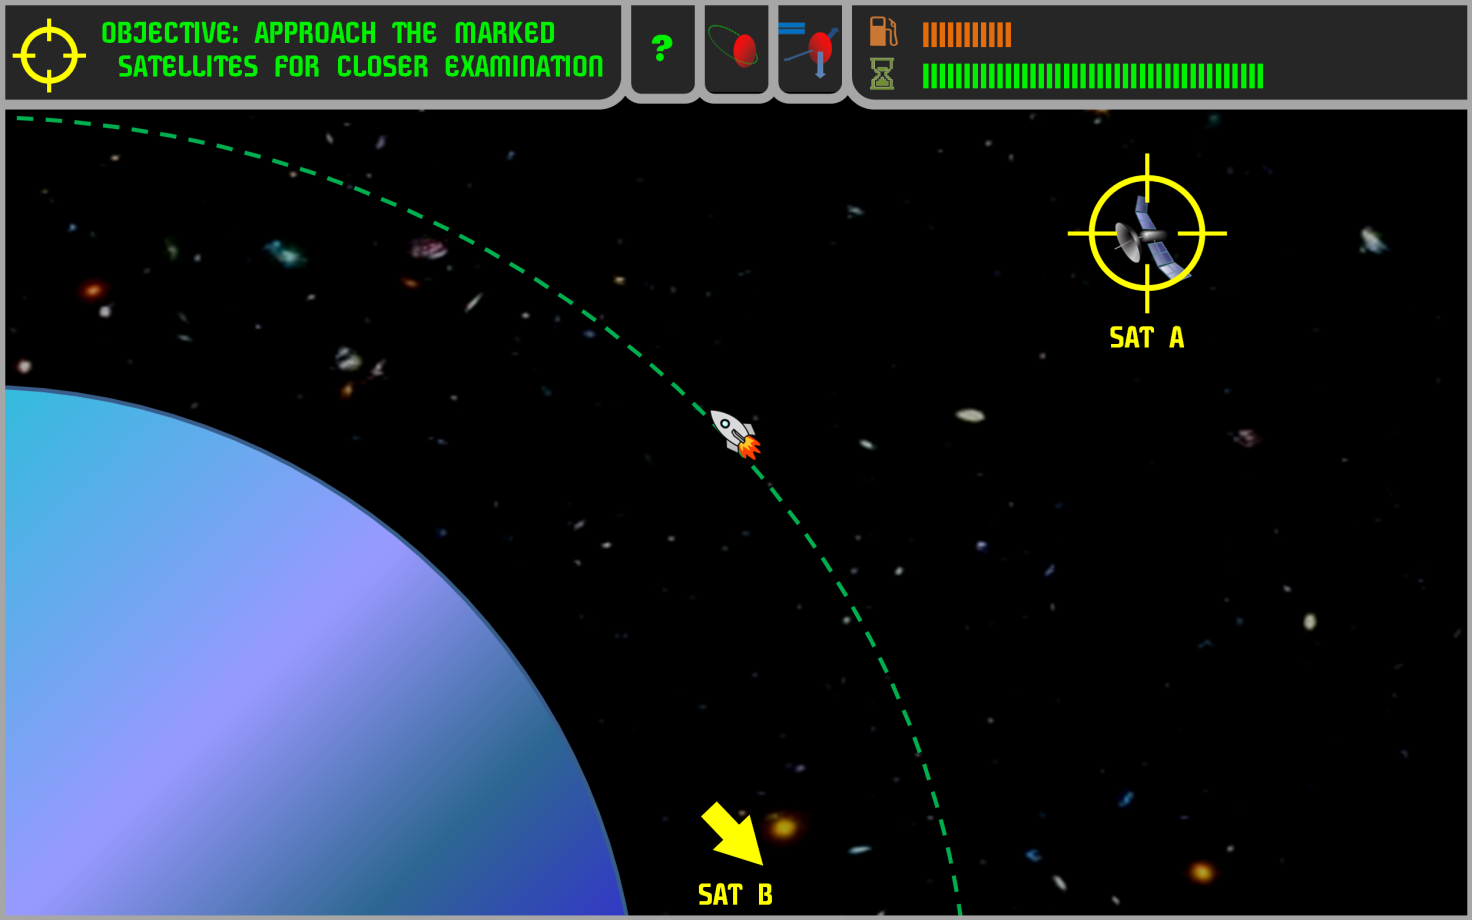 OBJECTIVE: APPROACH THE MARKED
SATELLITES FOR CLOSER EXAMINATION
?
SAT A
SAT B